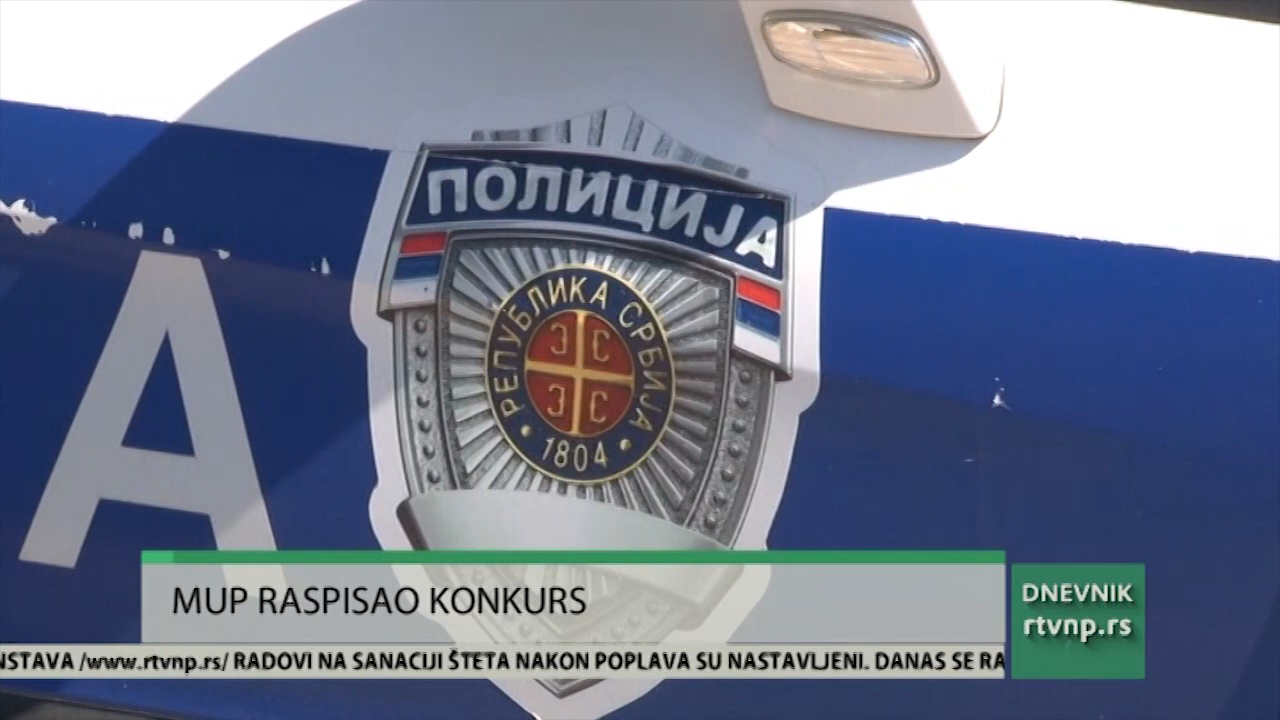 ПОЛИЦИЈА
РЕПУБЛИКА СРБИЈА
1804
А
MUP RASPISAO KONKURS
DNEVNIK
rtvnp.rs
NSTAVA /www.rtvnp.rs/ RADOVI NA SANACIJI ŠTETA NAKON POPLAVA SU NASTAVLJENI. DANAS SE RA